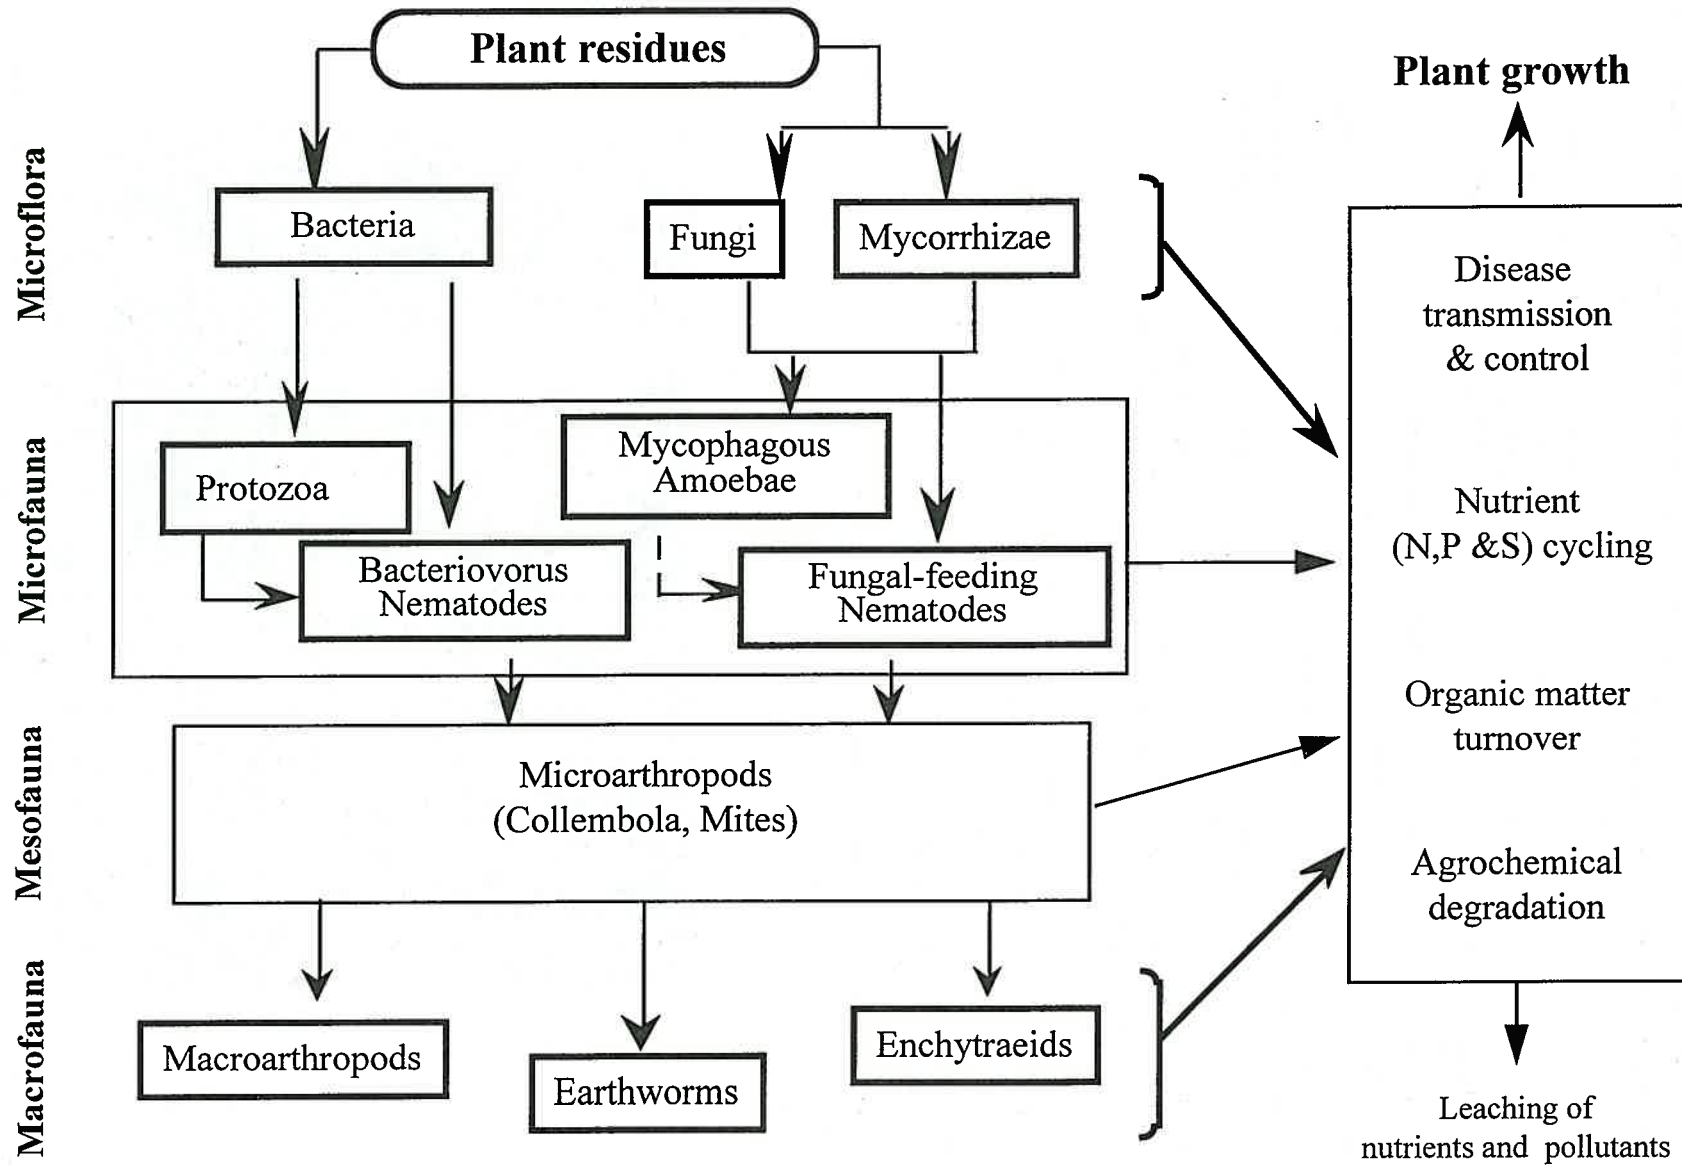 Plant residues
Plant growth
Microflora
Bacteria
Fungi
Mycorrhizae
Disease
transmission
& control
Microfauna
Protozoa
Mycophagous
Amoebae
Bacteriovorus
Nematodes
Fungal-feeding
Nematodes
Nutrient
(N,P &S) cycling
Mesofauna
Microarthropods
(Collembola, Mites)
Organic matter
turnover
Agrochemical
degradation
Macrofauna
Macroarthropods
Earthworms
Enchytraeids
Leaching of
nutrients and pollutants